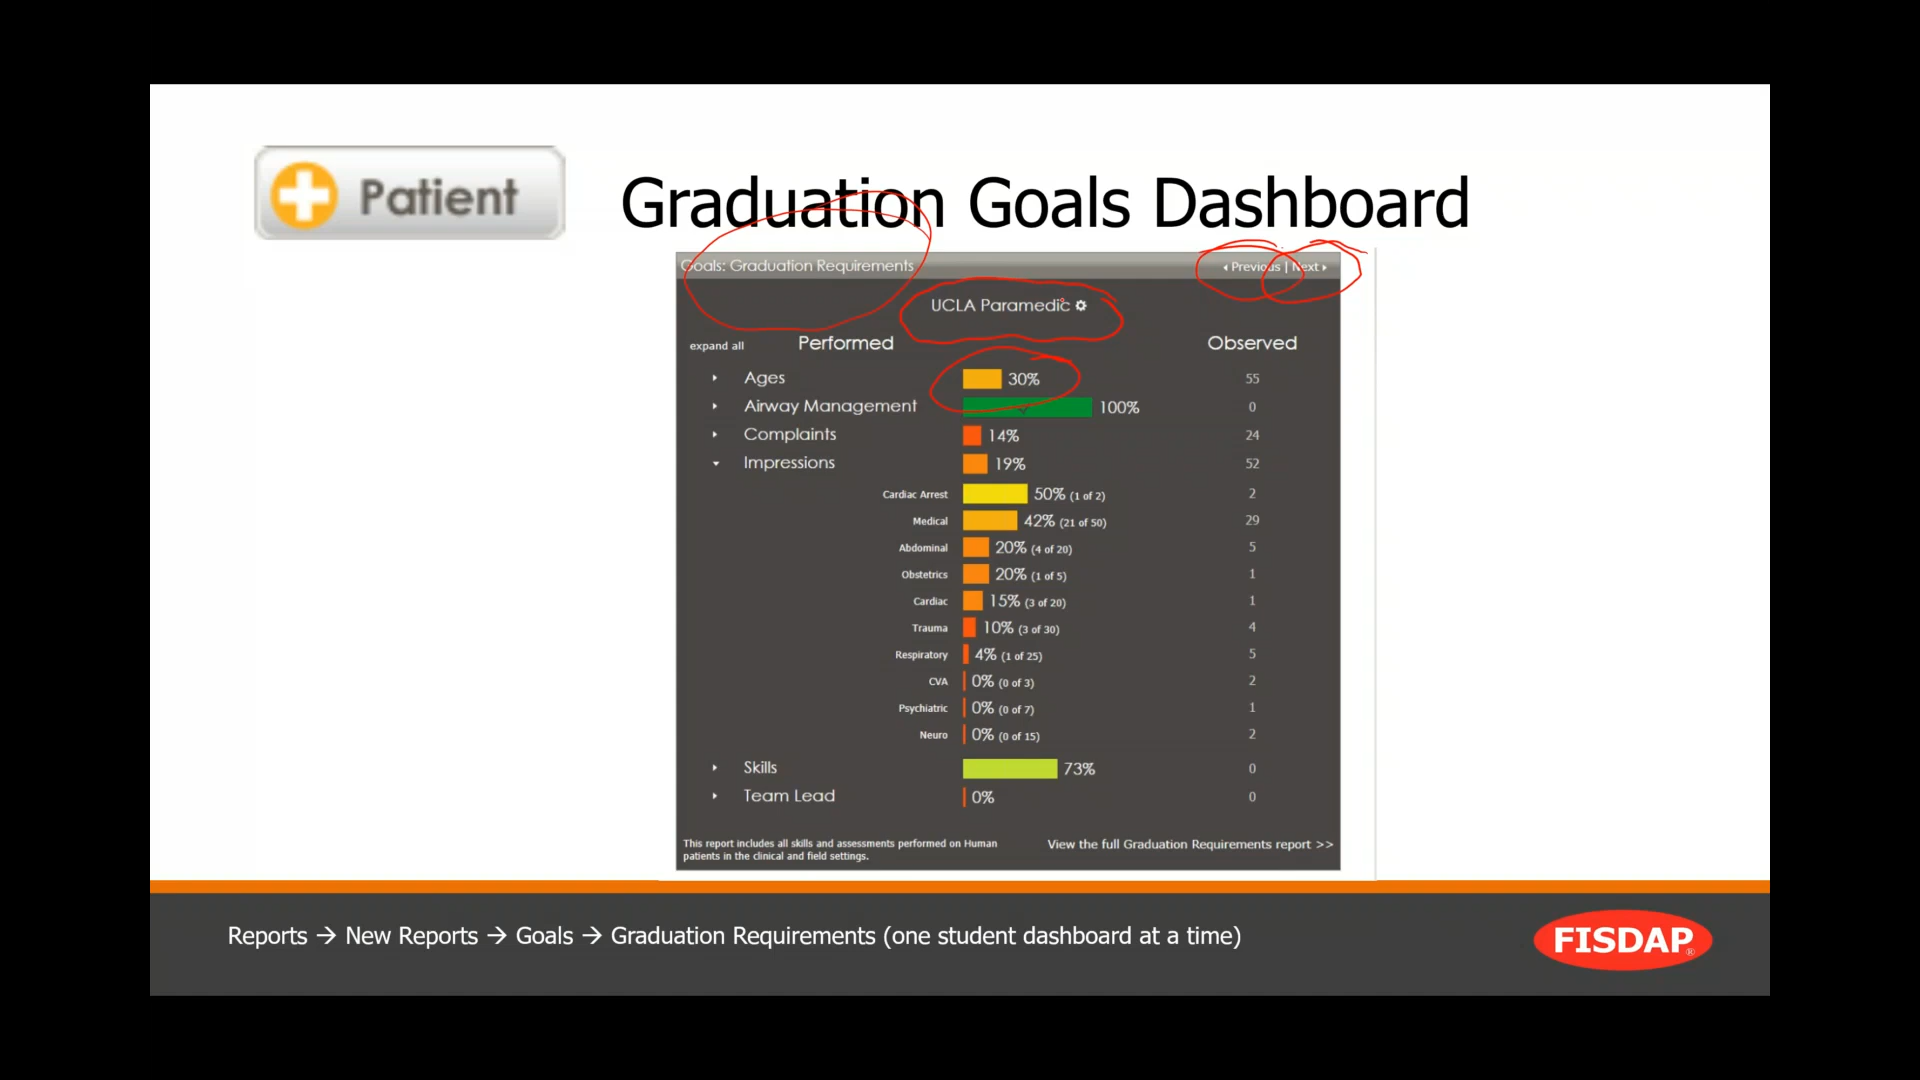 Patient
Graduation Goals Dashboard
Goals: Graduation Requirements
Previous | Next
UCLA Paramedic
expand all Performed Observed
Ages 30% 55
Airway Management 100% 0
Complaints 14% 24
Impressions 19% 52
Cardiac Arrest 50% (1 of 2) 2
Medical 42% (21 of 50) 29
Abdominal 20% (4 of 20) 5
Obstetrics 20% (1 of 5) 1
Cardiac 15% (3 of 20) 1
Trauma 10% (3 of 30) 4
Respiratory 4% (1 of 25) 5
CVA 0% (0 of 3) 2
Psychiatric 0% (0 of 7) 1
Neuro 0% (0 of 15) 2
Skills 73% 0
Team Lead 0% 0
This report includes all skills and assessments performed on Human
patients in the clinical and field settings.
View the full Graduation Requirements report >>
Reports → New Reports → Goals → Graduation Requirements (one student dashboard at a time)
FISDAP®